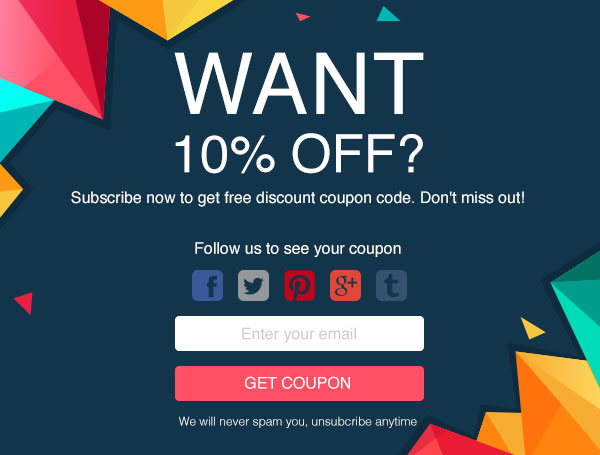 WANT
10% OFF?
Subscribe now to get free discount coupon code. Don't miss out!
Follow us to see your coupon
f g+ t
Enter your email
GET COUPON
We will never spam you, unsubcribe anytime